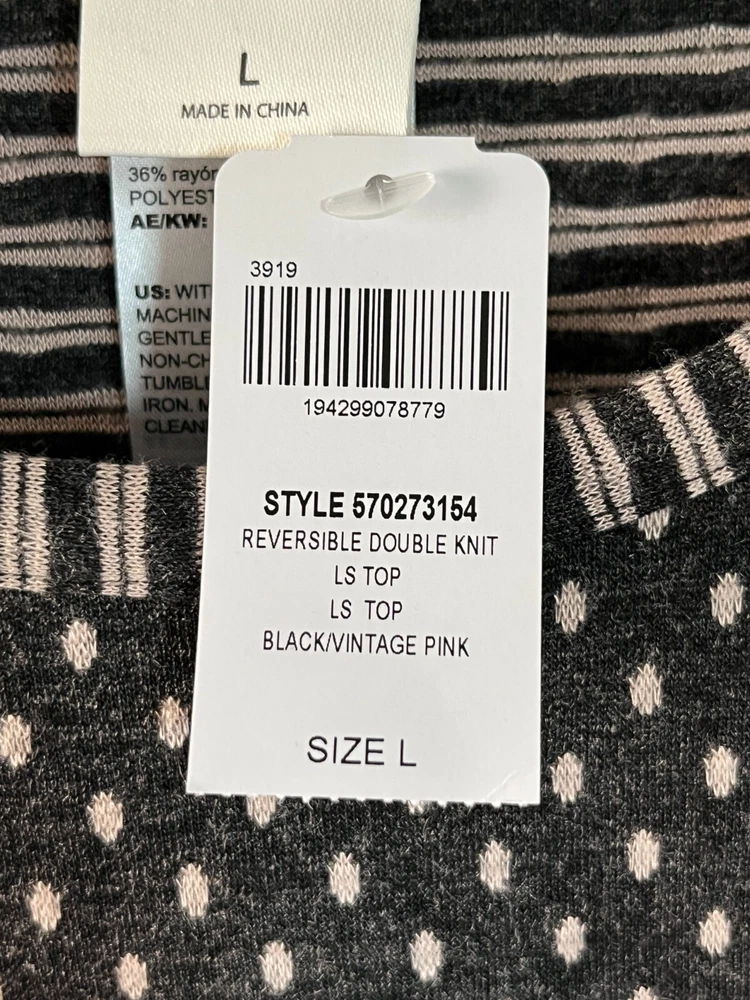 L
MADE IN CHINA
36% rayór
POLYEST
AE/KW:
US: WIT
MACHIN
GENTLE
NON-CH
TUMBL
IRON. M
CLEAN
3919
194299078779
STYLE 570273154
REVERSIBLE DOUBLE KNIT
LS TOP
LS TOP
BLACK/VINTAGE PINK
SIZE L